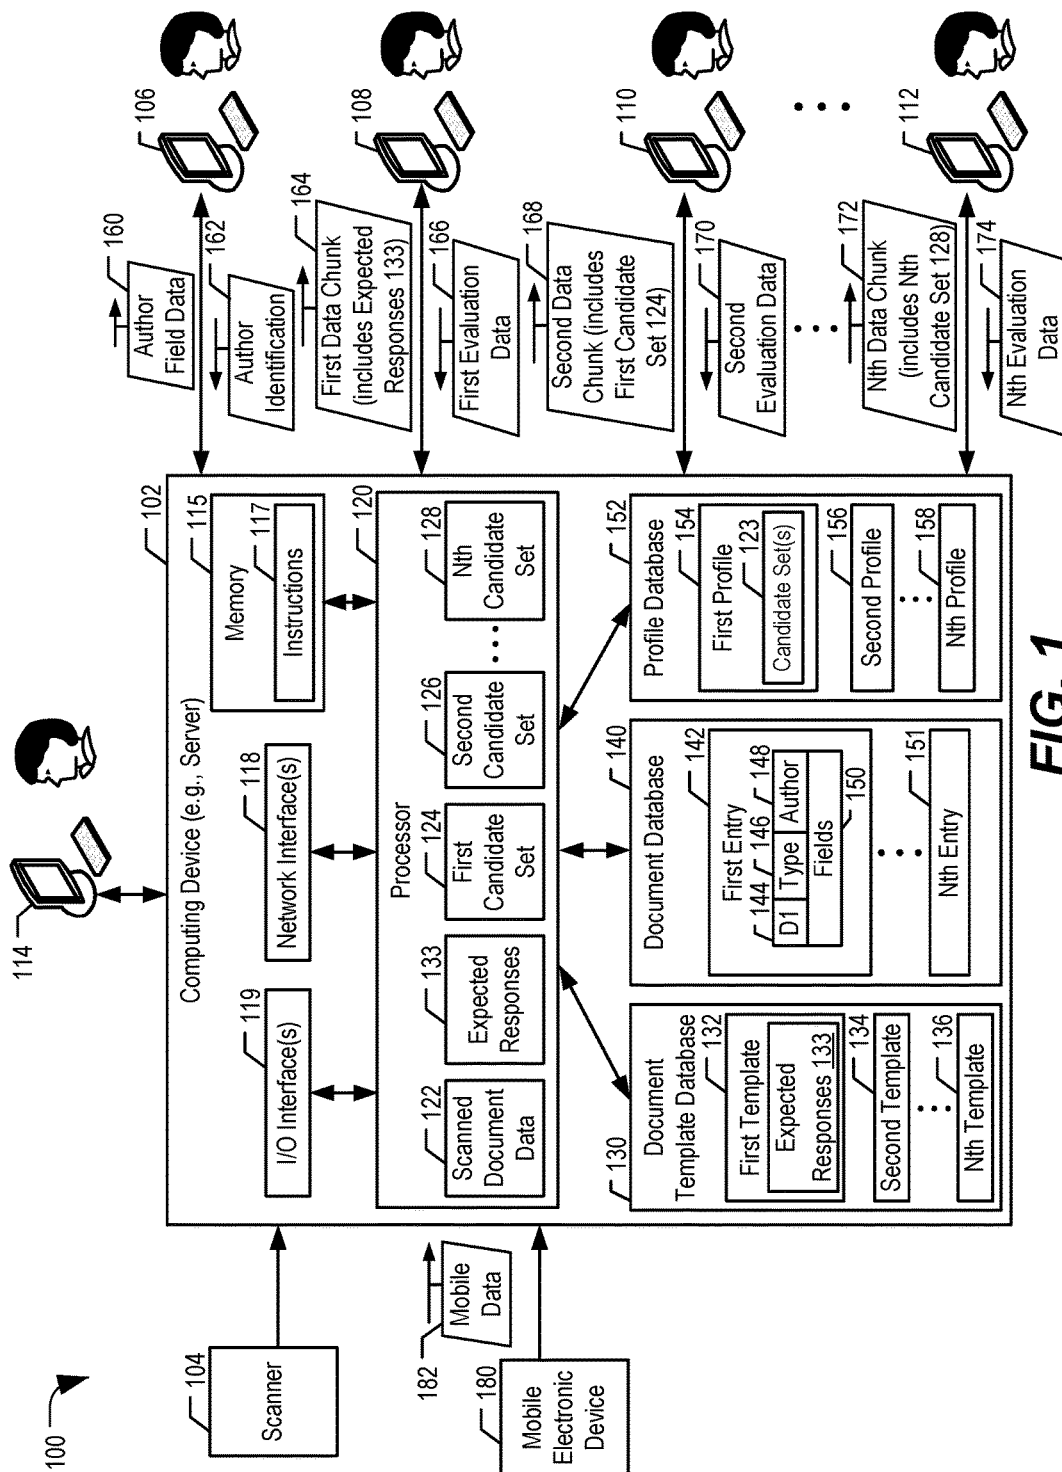 100
114
104
Scanner
182
Mobile
Data
180
Mobile
Electronic
Device
102
Computing Device (e.g., Server)
119
I/O Interface(s)
118
Network Interface(s)
115
Memory
117
Instructions
120
Processor
122
Scanned
Document
Data
133
Expected
Responses
124
First
Candidate
Set
126
Second
Candidate
Set
128
Nth
Candidate
Set
130
Document
Template Database
132
First Template
Expected
Responses 133
134
Second Template
136
Nth Template
140
Document Database
142
First Entry
144
146
148
D1
Type
Author
Fields
150
151
Nth Entry
152
Profile Database
154
First Profile
123
Candidate Set(s)
156
Second Profile
158
Nth Profile
160
Author
Field Data
162
Author
Identification
106
164
First Data Chunk
(includes Expected
Responses 133)
166
First Evaluation
Data
108
168
Second Data
Chunk (includes
First Candidate
Set 124)
170
Second
Evaluation Data
110
172
Nth Data Chunk
(includes Nth
Candidate Set 128)
174
Nth Evaluation
Data
112
FIG. 1